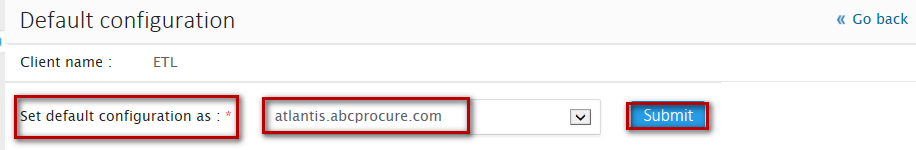 Default configuration « Go back
Client name : ETL
Set default configuration as : * atlantis.abcprocure.com Submit